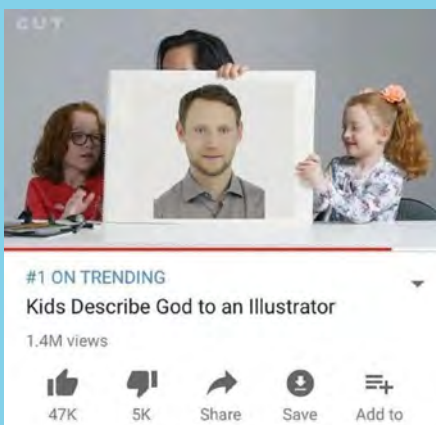 CUT
#1 ON TRENDING
Kids Describe God to an Illustrator
1.4M views
47K
5K
Share
Save
Add to